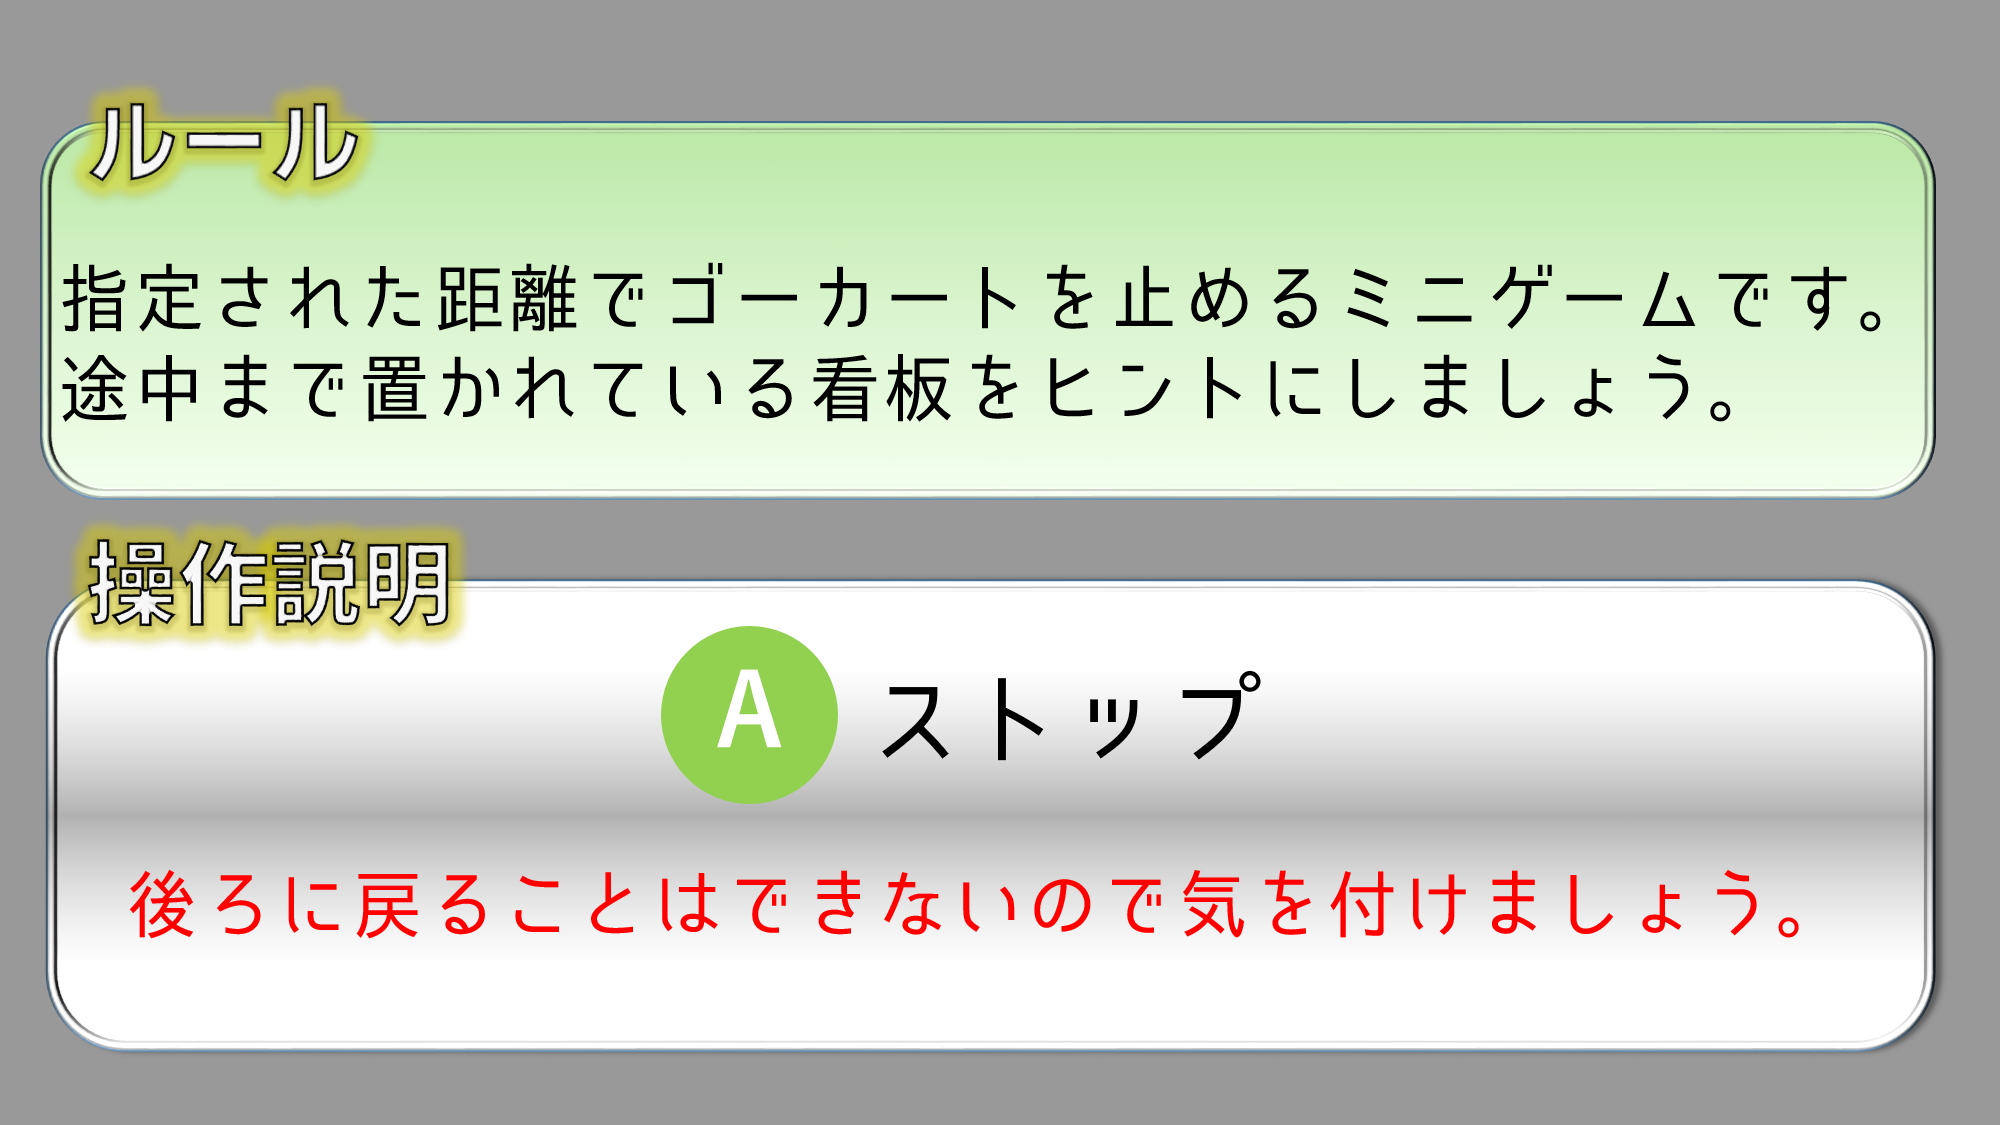 ルール
指定された距離でゴーカートを止めるミニゲームです。
途中まで置かれている看板をヒントにしましょう。
操作説明
A ストップ
後ろに戻ることはできないので気を付けましょう。